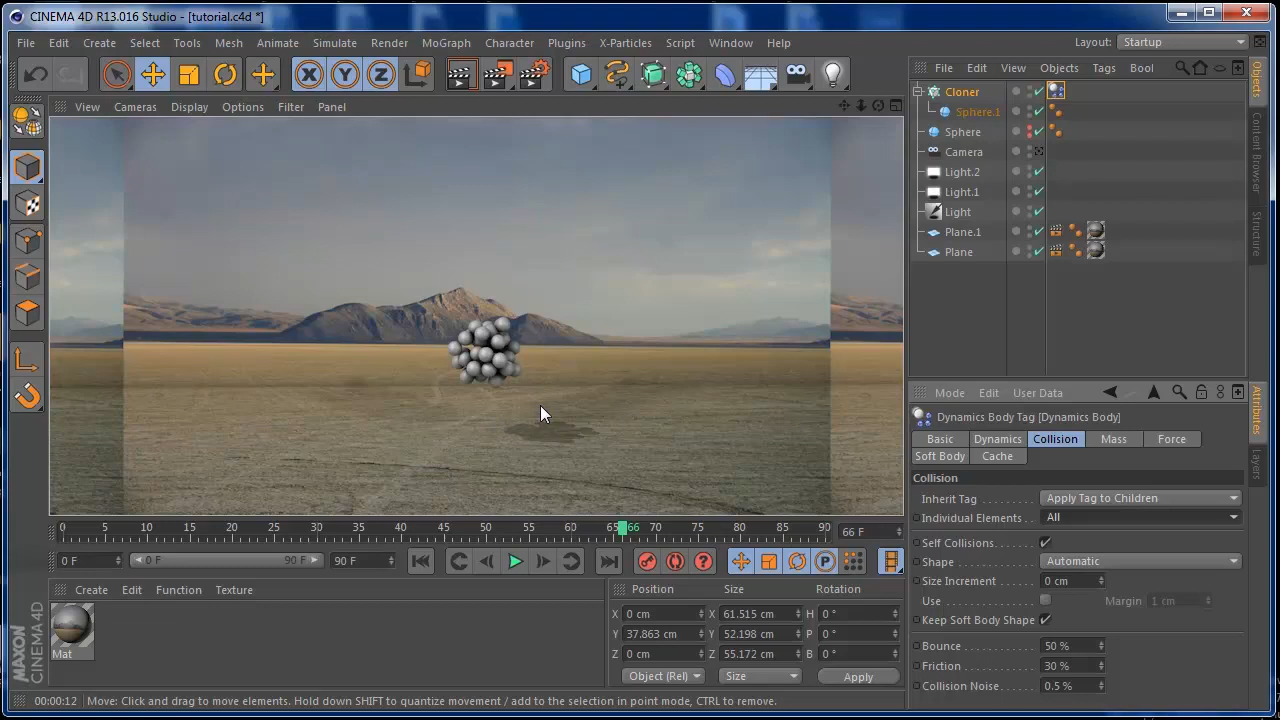 CINEMA 4D R13.016 Studio - [tutorial.c4d *]
File Edit Create Select Tools Mesh Animate Simulate Render MoGraph Character Plugins X-Particles Script Window Help Layout: Startup
X Y Z
View Cameras Display Options Filter Panel
File Edit View Objects Tags Bool
Cloner
Sphere.1
Sphere
Camera
Light.2
Light.1
Light
Plane.1
Plane
Objects
Content Browser
Structure
Mode Edit User Data
Dynamics Body Tag [Dynamics Body]
Basic Dynamics Collision Mass Force
Soft Body Cache
Collision
Inherit Tag Apply Tag to Children
Individual Elements All
Self Collisions
Shape Automatic
Size Increment 0 cm
Use Margin 1 cm
Keep Soft Body Shape
Bounce 50 %
Friction 30 %
Collision Noise 0.5 %
Attributes
Layers
0 5 10 15 20 25 30 35 40 45 50 55 60 65 66 70 75 80 85 90 66 F
0 F 0 F 90 F 90 F P
Create Edit Function Texture
Mat
Position Size Rotation
X 0 cm X 61.515 cm H 0 °
Y 37.863 cm Y 52.198 cm P 0 °
Z 0 cm Z 55.172 cm B 0 °
Object (Rel) Size Apply
MAXON CINEMA 4D
00:00:12 Move: Click and drag to move elements. Hold down SHIFT to quantize movement / add to the selection in point mode, CTRL to remove.